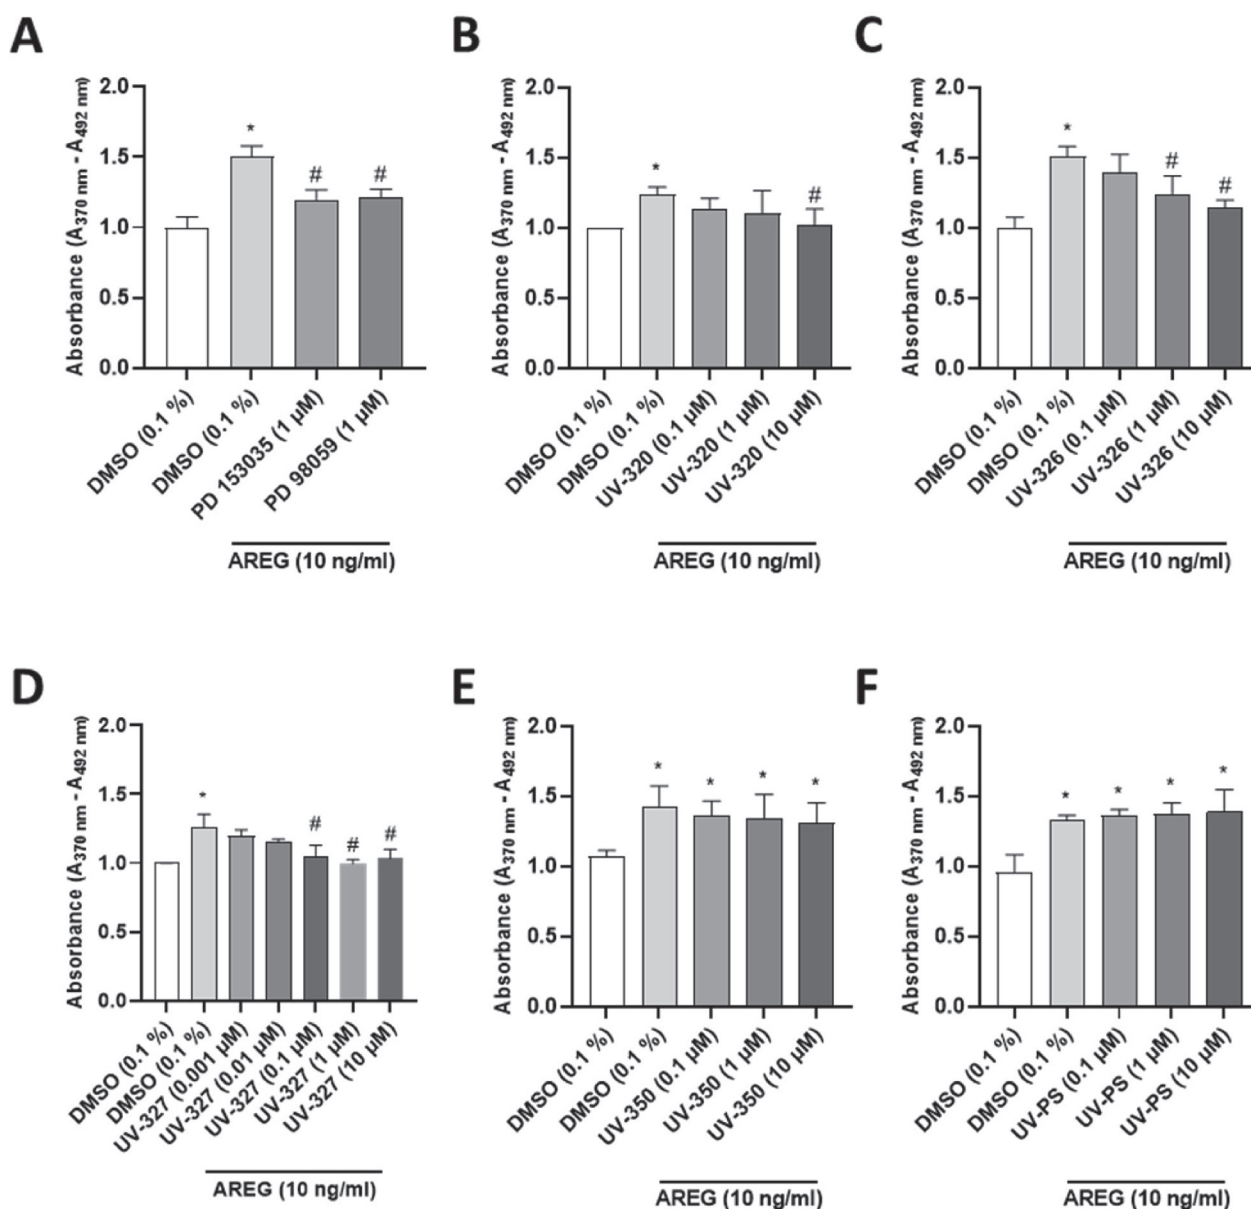 A
Absorbance (A370 nm - A492 nm)
2.0
1.5
1.0
0.5
0.0
*
#
#
DMSO (0.1 %)
DMSO (0.1 %)
PD 153035 (1 µM)
PD 98059 (1 µM)
AREG (10 ng/ml)
B
Absorbance (A370 nm - A492 nm)
2.0
1.5
1.0
0.5
0.0
*
#
DMSO (0.1 %)
DMSO (0.1 %)
UV-320 (0.1 µM)
UV-320 (1 µM)
UV-320 (10 µM)
AREG (10 ng/ml)
C
Absorbance (A370 nm - A492 nm)
2.0
1.5
1.0
0.5
0.0
*
#
#
DMSO (0.1 %)
DMSO (0.1 %)
UV-326 (0.1 µM)
UV-326 (1 µM)
UV-326 (10 µM)
AREG (10 ng/ml)
D
Absorbance (A370 nm - A492 nm)
2.0
1.5
1.0
0.5
0.0
*
#
#
#
DMSO (0.1 %)
DMSO (0.1 %)
UV-327 (0.001 µM)
UV-327 (0.01 µM)
UV-327 (0.1 µM)
UV-327 (1 µM)
UV-327 (10 µM)
AREG (10 ng/ml)
E
Absorbance (A370 nm - A492 nm)
2.0
1.5
1.0
0.5
0.0
*
*
*
*
DMSO (0.1 %)
DMSO (0.1 %)
UV-350 (0.1 µM)
UV-350 (1 µM)
UV-350 (10 µM)
AREG (10 ng/ml)
F
Absorbance (A370 nm - A492 nm)
2.0
1.5
1.0
0.5
0.0
*
*
*
*
DMSO (0.1 %)
DMSO (0.1 %)
UV-PS (0.1 µM)
UV-PS (1 µM)
UV-PS (10 µM)
AREG (10 ng/ml)